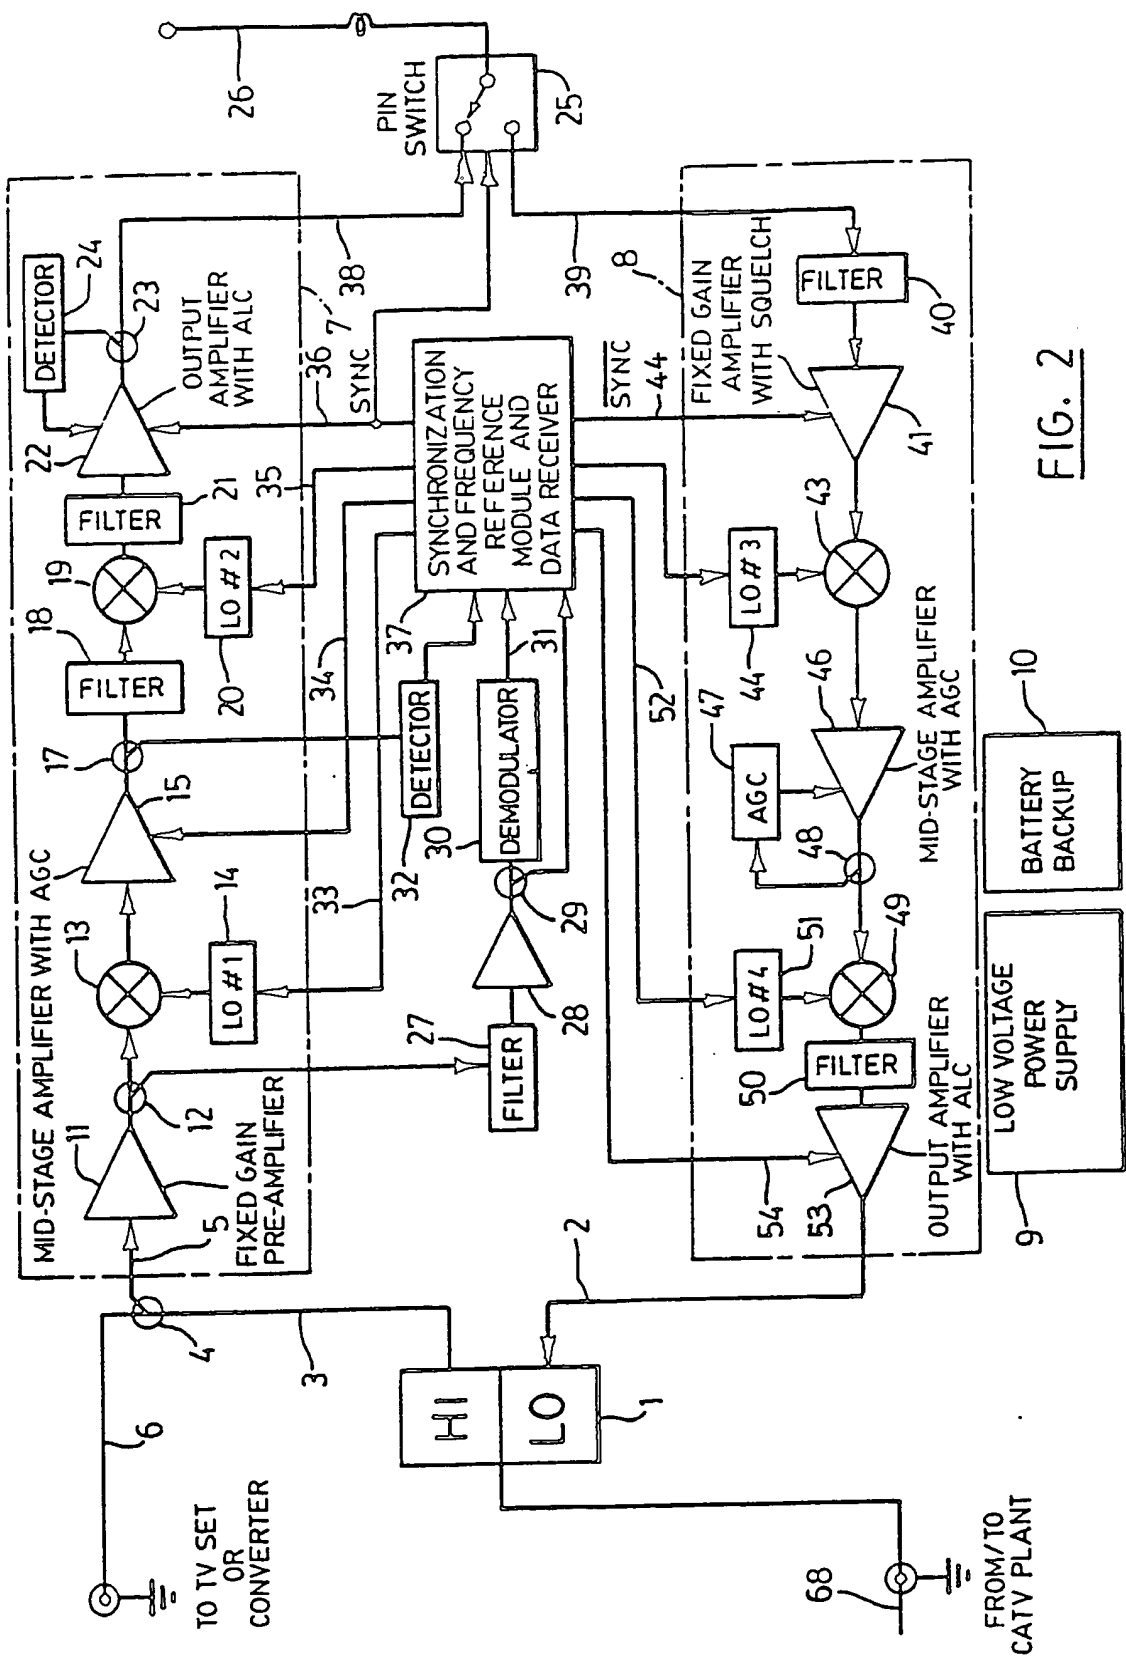 MID-STAGE AMPLIFIER WITH AGC
TO TV SET
OR
CONVERTER
6
5
4
3
FIXED GAIN
PRE-AMPLIFIER
11
12
13
LO #1
14
15
17
FILTER
18
19
LO #2
20
FILTER
21
22
DETECTOR
24
23
OUTPUT
AMPLIFIER
WITH ALC
7
26
PIN
SWITCH
25
38
39
SYNC
36
35
34
33
FILTER
27
28
29
DEMODULATOR
30
31
DETECTOR
32
37
SYNCHRONIZATION
AND FREQUENCY
REFERENCE
MODULE AND
DATA RECEIVER
SYNC
44
52
54
HI
LO
1
2
68
FROM/TO
CATV PLANT
8
FIXED GAIN
AMPLIFIER
WITH SQUELCH
FILTER
40
41
43
LO #3
44
46
MID-STAGE AMPLIFIER
WITH AGC
AGC
47
48
49
LO #4
51
FILTER
50
53
OUTPUT AMPLIFIER
WITH ALC
LOW VOLTAGE
POWER
SUPPLY
9
BATTERY
BACKUP
10
FIG. 2